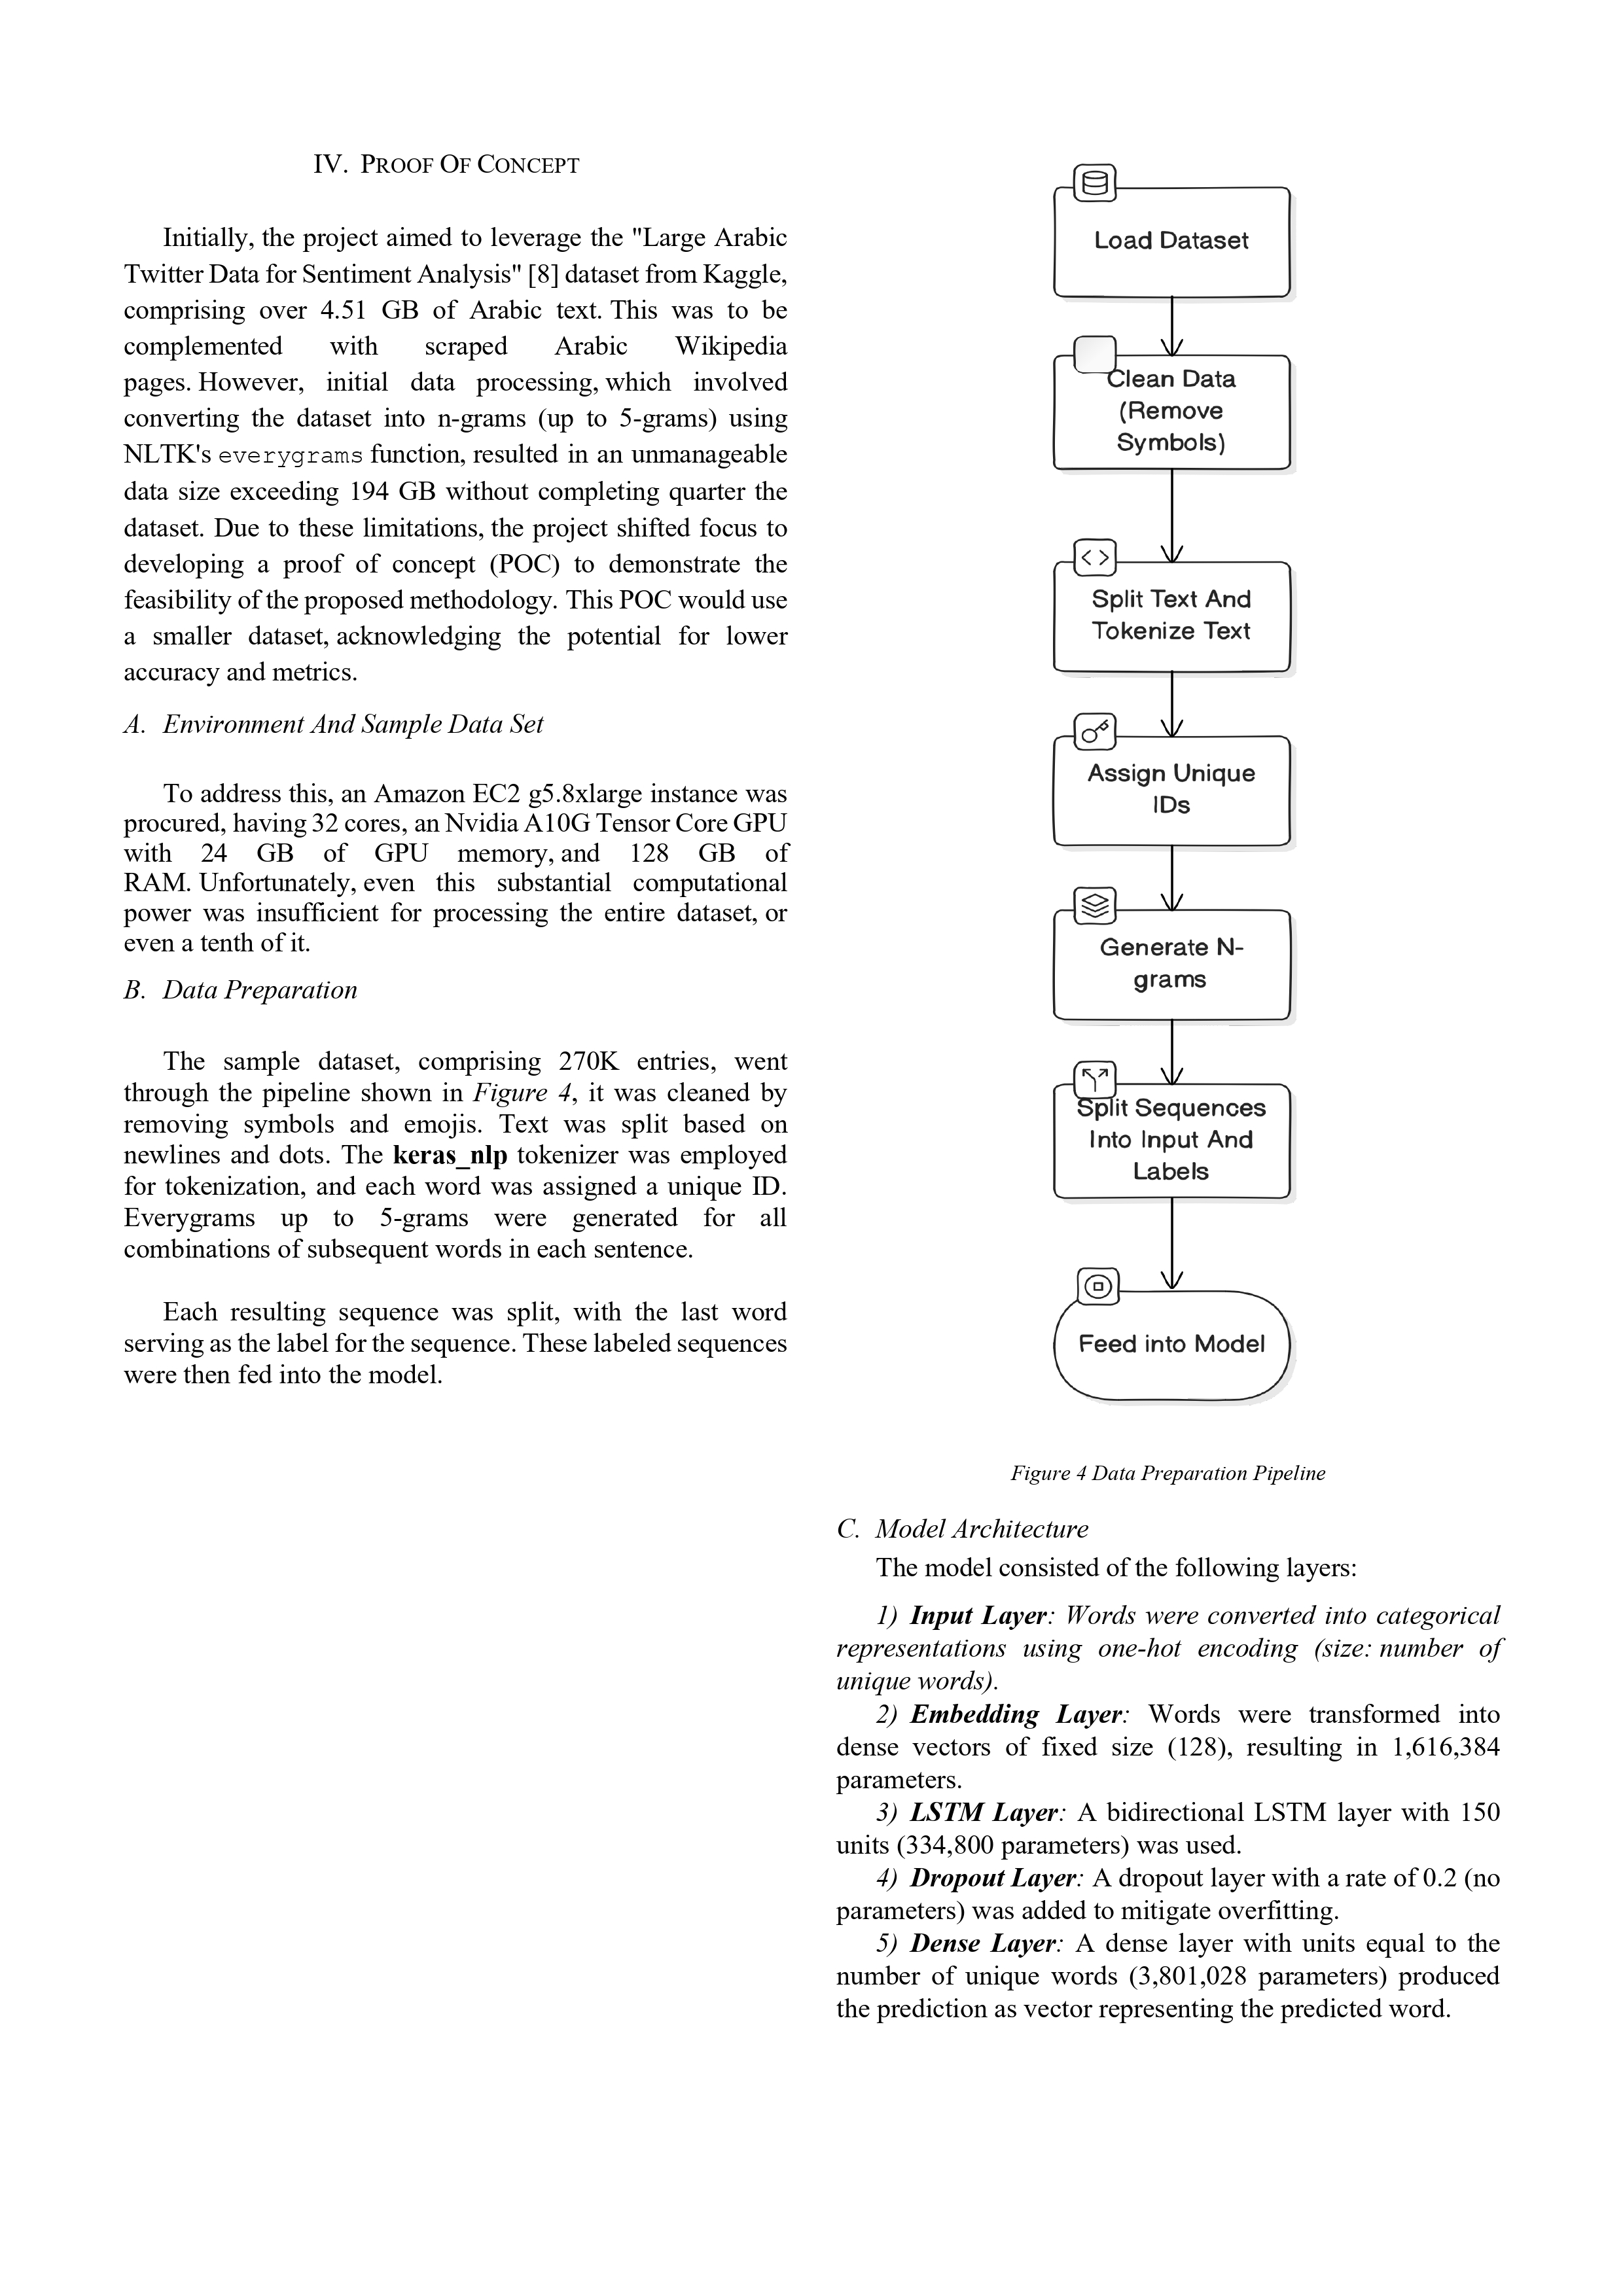 IV. PROOF OF CONCEPT
Initially, the project aimed to leverage the "Large Arabic
Twitter Data for Sentiment Analysis" [8] dataset from Kaggle,
comprising over 4.51 GB of Arabic text. This was to be
complemented with scraped Arabic Wikipedia
pages. However, initial data processing, which involved
converting the dataset into n-grams (up to 5-grams) using
NLTK's everygrams function, resulted in an unmanageable
data size exceeding 194 GB without completing quarter the
dataset. Due to these limitations, the project shifted focus to
developing a proof of concept (POC) to demonstrate the
feasibility of the proposed methodology. This POC would use
a smaller dataset, acknowledging the potential for lower
accuracy and metrics.
A. Environment And Sample Data Set
To address this, an Amazon EC2 g5.8xlarge instance was
procured, having 32 cores, an Nvidia A10G Tensor Core GPU
with 24 GB of GPU memory, and 128 GB of
RAM. Unfortunately, even this substantial computational
power was insufficient for processing the entire dataset, or
even a tenth of it.
B. Data Preparation
The sample dataset, comprising 270K entries, went
through the pipeline shown in Figure 4, it was cleaned by
removing symbols and emojis. Text was split based on
newlines and dots. The keras_nlp tokenizer was employed
for tokenization, and each word was assigned a unique ID.
Everygrams up to 5-grams were generated for all
combinations of subsequent words in each sentence.
Each resulting sequence was split, with the last word
serving as the label for the sequence. These labeled sequences
were then fed into the model.
Load Dataset
Clean Data
(Remove
Symbols)
Split Text And
Tokenize Text
Assign Unique
IDs
Generate N-
grams
Split Sequences
Into Input And
Labels
Feed into Model
Figure 4 Data Preparation Pipeline
C. Model Architecture
The model consisted of the following layers:
1) Input Layer: Words were converted into categorical
representations using one-hot encoding (size: number of
unique words).
2) Embedding Layer: Words were transformed into
dense vectors of fixed size (128), resulting in 1,616,384
parameters.
3) LSTM Layer: A bidirectional LSTM layer with 150
units (334,800 parameters) was used.
4) Dropout Layer: A dropout layer with a rate of 0.2 (no
parameters) was added to mitigate overfitting.
5) Dense Layer: A dense layer with units equal to the
number of unique words (3,801,028 parameters) produced
the prediction as vector representing the predicted word.